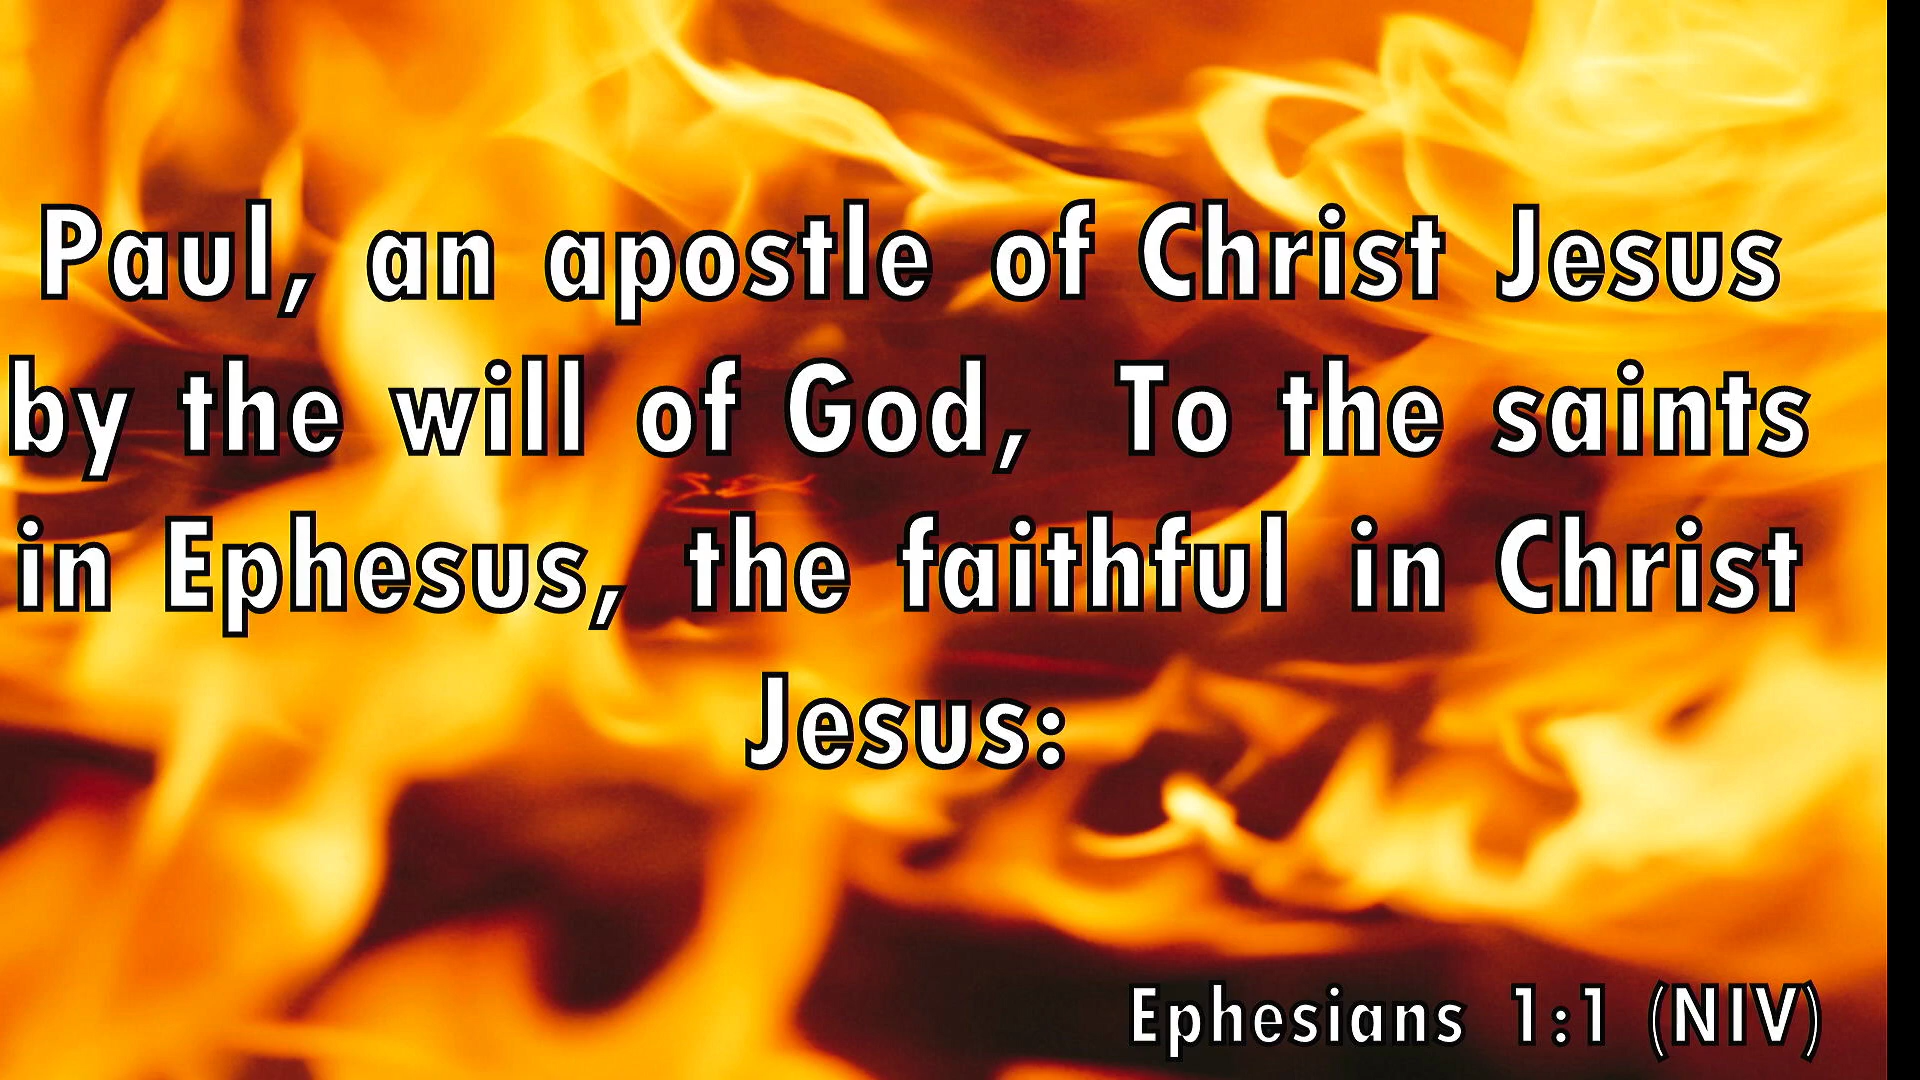 Paul, an apostle of Christ Jesus
by the will of God,  To the saints
in Ephesus, the faithful in Christ
Jesus:
Ephesians 1:1 (NIV)